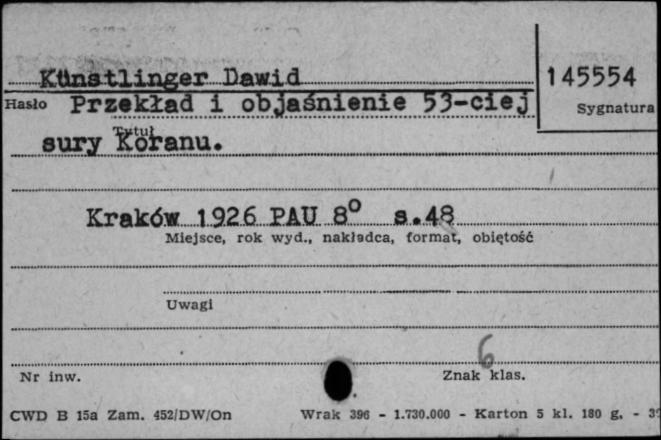 Künstlinger Dawid
145554
Hasło Przekład i objaśnienie 53-ciej
Sygnatura
Tytuł
sury Koranu.
Kraków 1926 PAU 8° s.48
Miejsce, rok wyd., nakładca, format, objętość
Uwagi
6
Nr inw.
Znak klas.
CWD B 15a Zam. 452/DW/On Wrak 396 - 1.730.000 - Karton 5 kl. 180 g, -